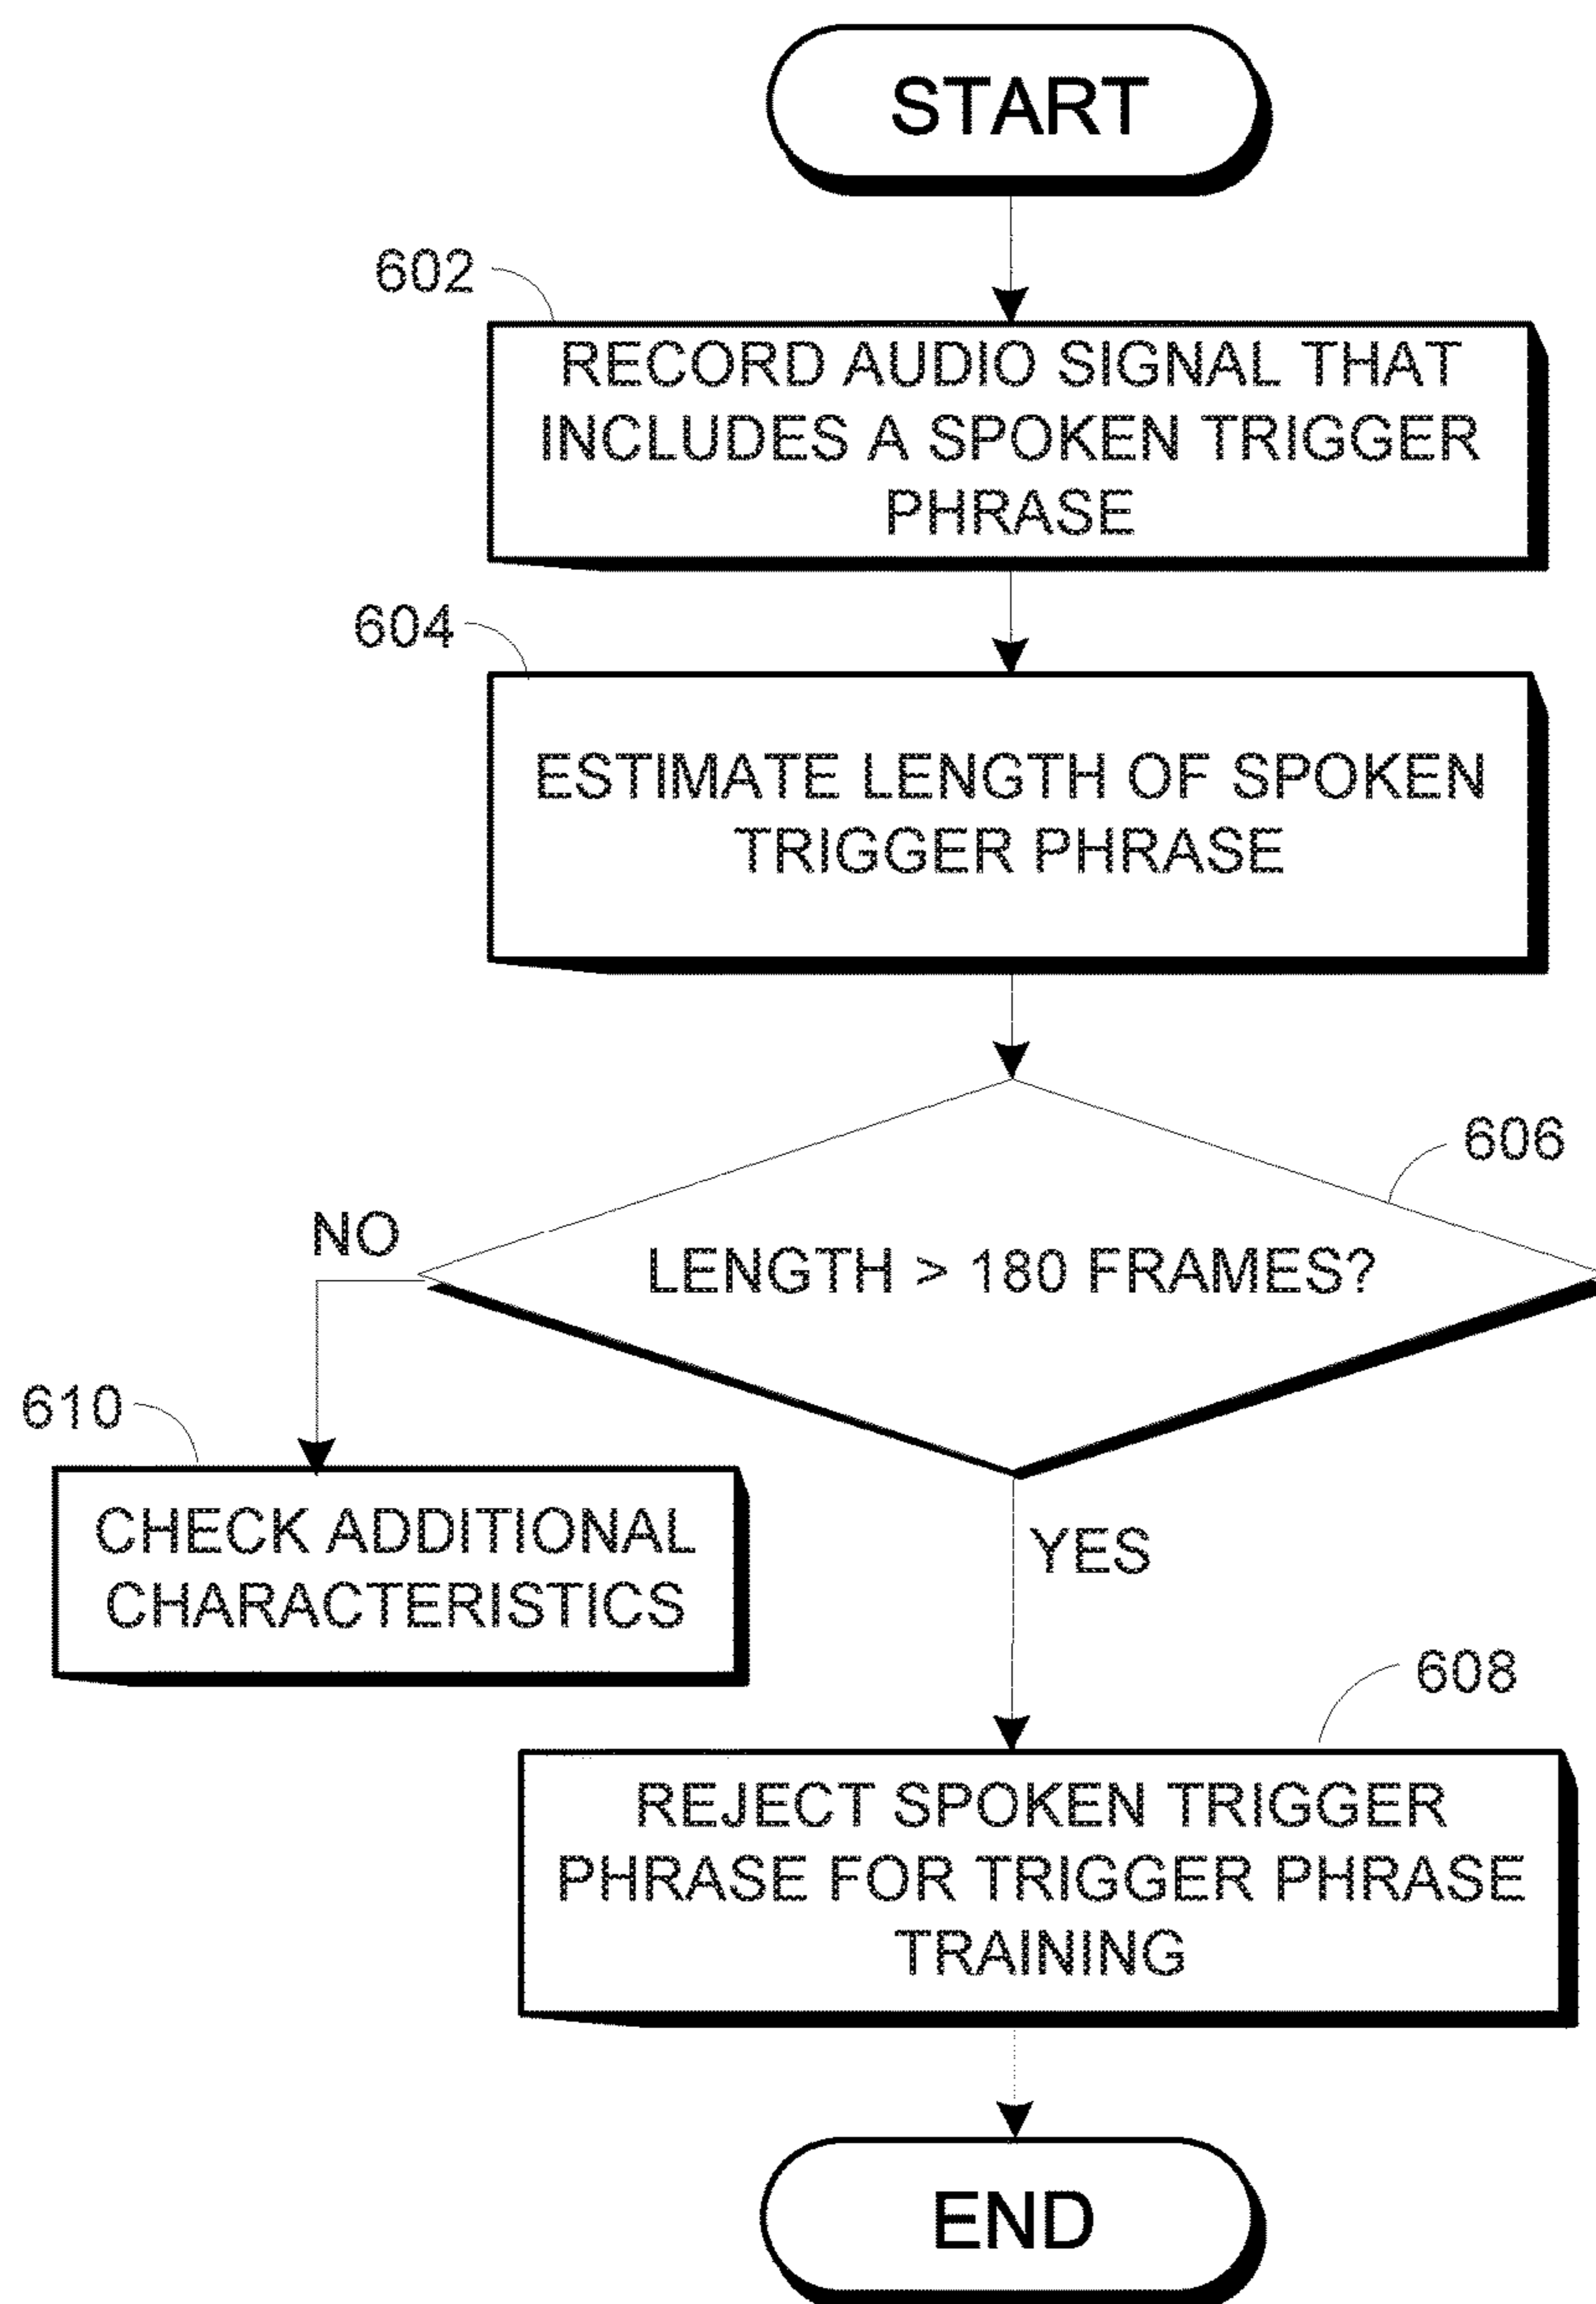 START
602
RECORD AUDIO SIGNAL THAT
INCLUDES A SPOKEN TRIGGER
PHRASE
604
ESTIMATE LENGTH OF SPOKEN
TRIGGER PHRASE
606
NO
LENGTH > 180 FRAMES?
610
CHECK ADDITIONAL
CHARACTERISTICS
YES
608
REJECT SPOKEN TRIGGER
PHRASE FOR TRIGGER PHRASE
TRAINING
END